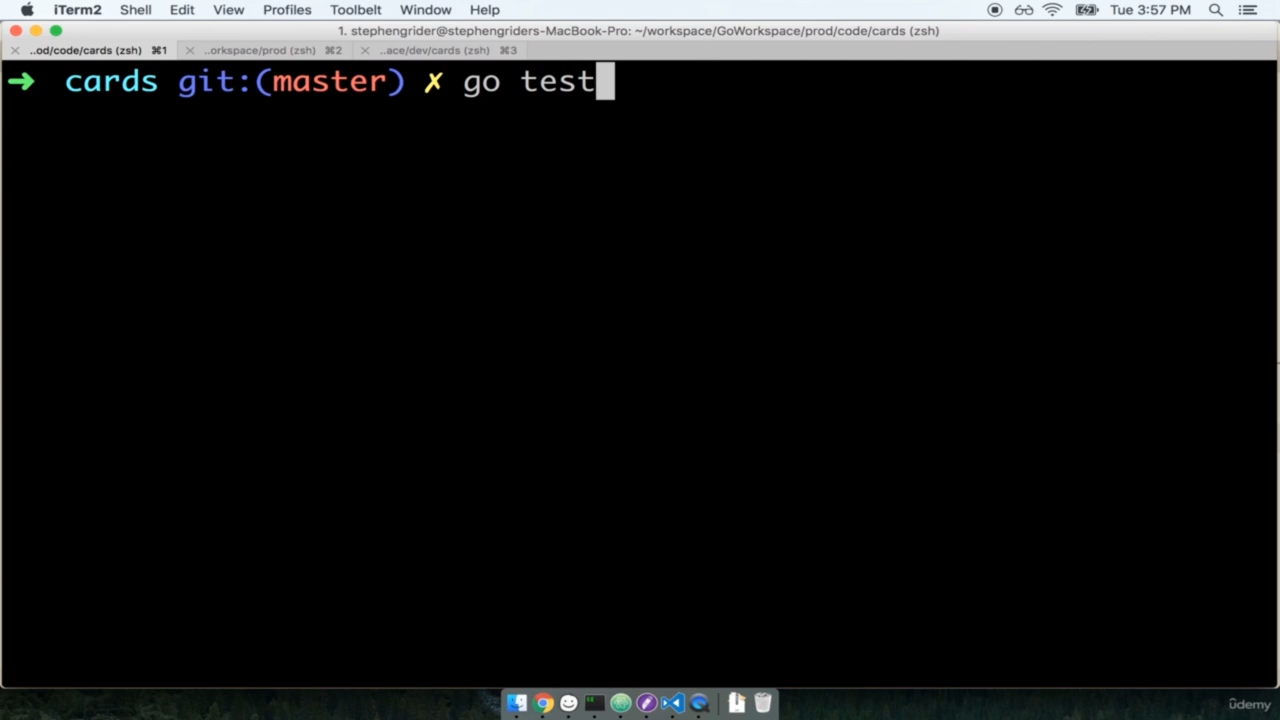 iTerm2 Shell Edit View Profiles Toolbelt Window Help Tue 3:57 PM
1. stephengrider@stephengriders-MacBook-Pro: ~/workspace/GoWorkspace/prod/code/cards (zsh)
..od/code/cards (zsh) ⌘1 ..orkspace/prod (zsh) ⌘2 ..ace/dev/cards (zsh) ⌘3
➜ cards git:(master) ✗ go test
ûdemy